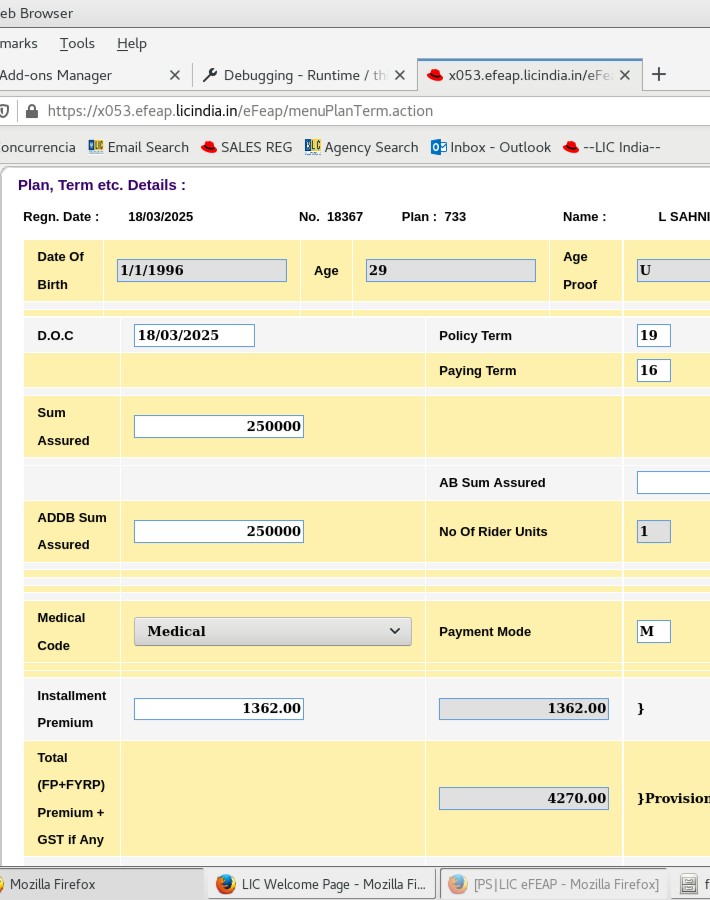 eb Browser
marks Tools Help
Add-ons Manager Debugging - Runtime / th x053.efeap.licindia.in/eFea
https://x053.efeap.licindia.in/eFeap/menuPlanTerm.action
oncurrencia Email Search SALES REG Agency Search Inbox - Outlook --LIC India--
Plan, Term etc. Details :
Regn. Date : 18/03/2025 No. 18367 Plan : 733 Name : L SAHNI
Date Of Birth 1/1/1996 Age 29 Age Proof U
D.O.C 18/03/2025 Policy Term 19
Paying Term 16
Sum Assured 250000
AB Sum Assured
ADDB Sum Assured 250000 No Of Rider Units 1
Medical Code Medical Payment Mode M
Installment Premium 1362.00 1362.00 }
Total
(FP+FYRP)
Premium +
GST if Any 4270.00 }Provision
Mozilla Firefox LIC Welcome Page - Mozilla Fi... [PS|LIC eFEAP - Mozilla Firefox] f